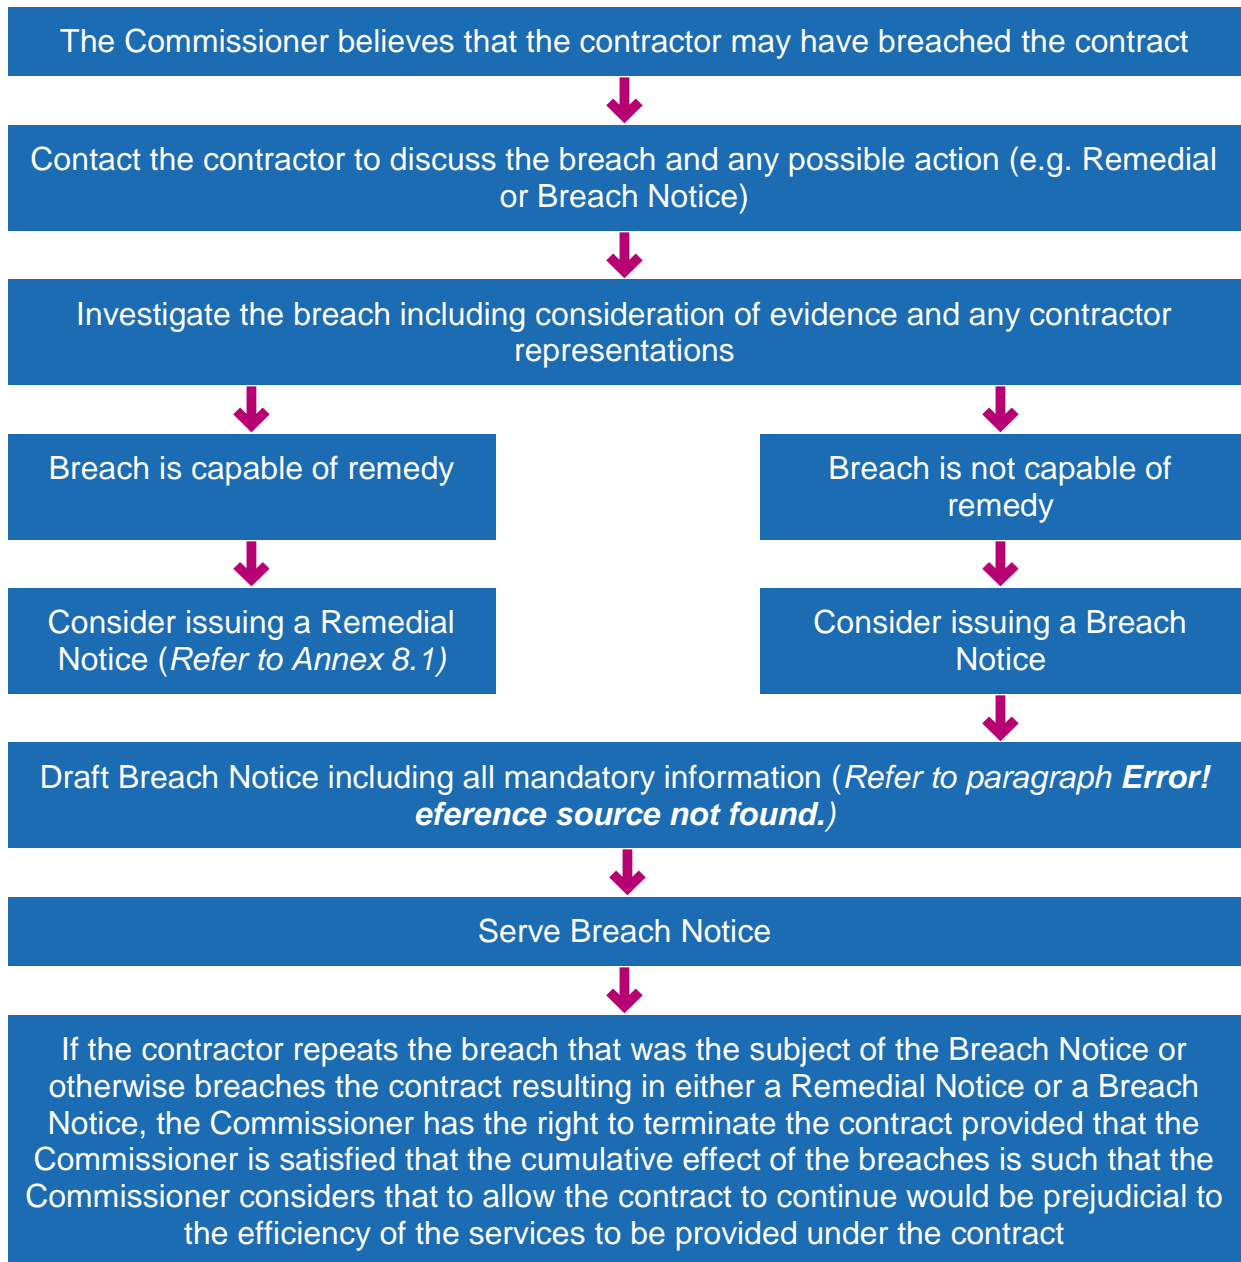 The Commissioner believes that the contractor may have breached the contract
Contact the contractor to discuss the breach and any possible action (e.g. Remedial
or Breach Notice)
Investigate the breach including consideration of evidence and any contractor
representations
Breach is capable of remedy
Breach is not capable of
remedy
Consider issuing a Remedial
Notice (Refer to Annex 8.1)
Consider issuing a Breach
Notice
Draft Breach Notice including all mandatory information (Refer to paragraph Error!
eference source not found.)
Serve Breach Notice
If the contractor repeats the breach that was the subject of the Breach Notice or
otherwise breaches the contract resulting in either a Remedial Notice or a Breach
Notice, the Commissioner has the right to terminate the contract provided that the
Commissioner is satisfied that the cumulative effect of the breaches is such that the
Commissioner considers that to allow the contract to continue would be prejudicial to
the efficiency of the services to be provided under the contract